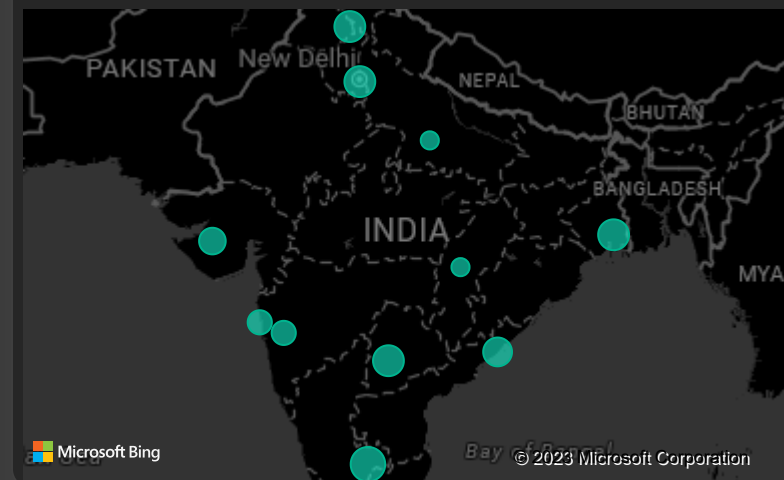 PAKISTAN
New Delhi
NEPAL
BHUTAN
BANGLADESH
INDIA
MYA
Microsoft Bing
Bay of Bengal
© 2023 Microsoft Corporation